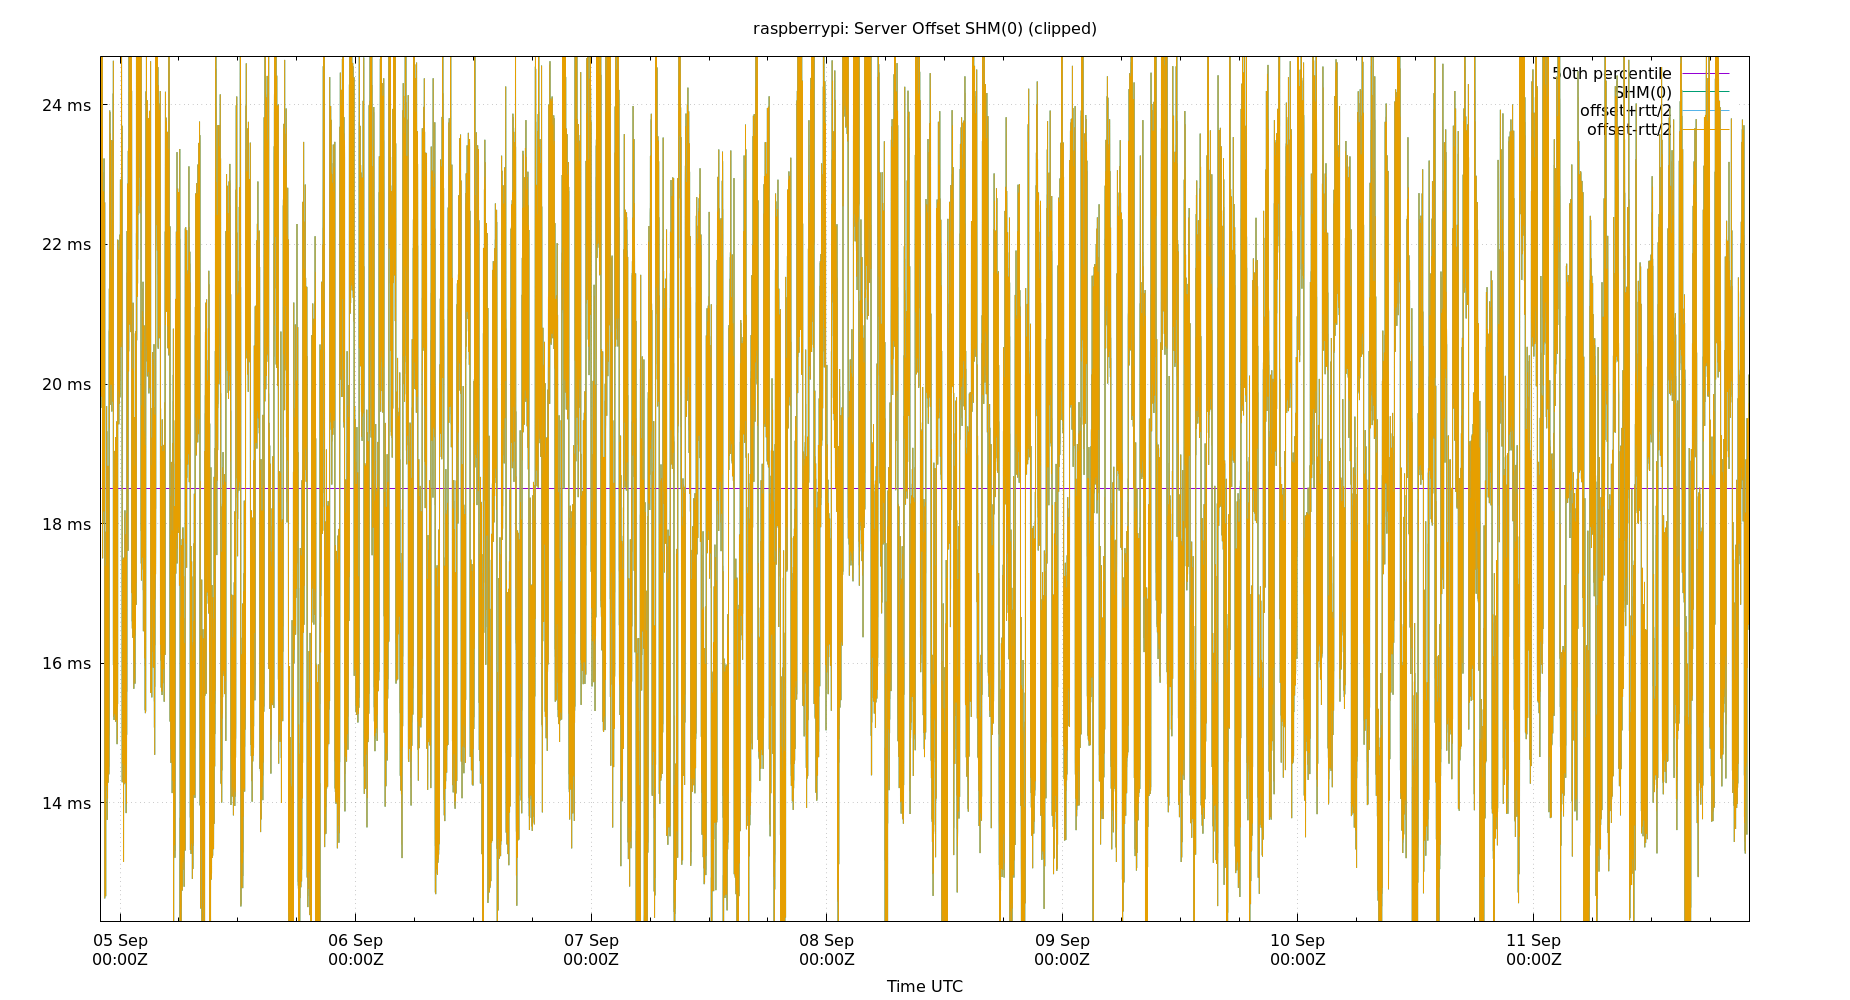 raspberrypi: Server Offset SHM(0) (clipped)
50th percentile
SHM(0)
offset+rtt/2
offset-rtt/2
24 ms
22 ms
20 ms
18 ms
16 ms
14 ms
05 Sep 06 Sep 07 Sep 08 Sep 09 Sep 10 Sep 11 Sep
00:00Z 00:00Z 00:00Z 00:00Z 00:00Z 00:00Z 00:00Z
Time UTC